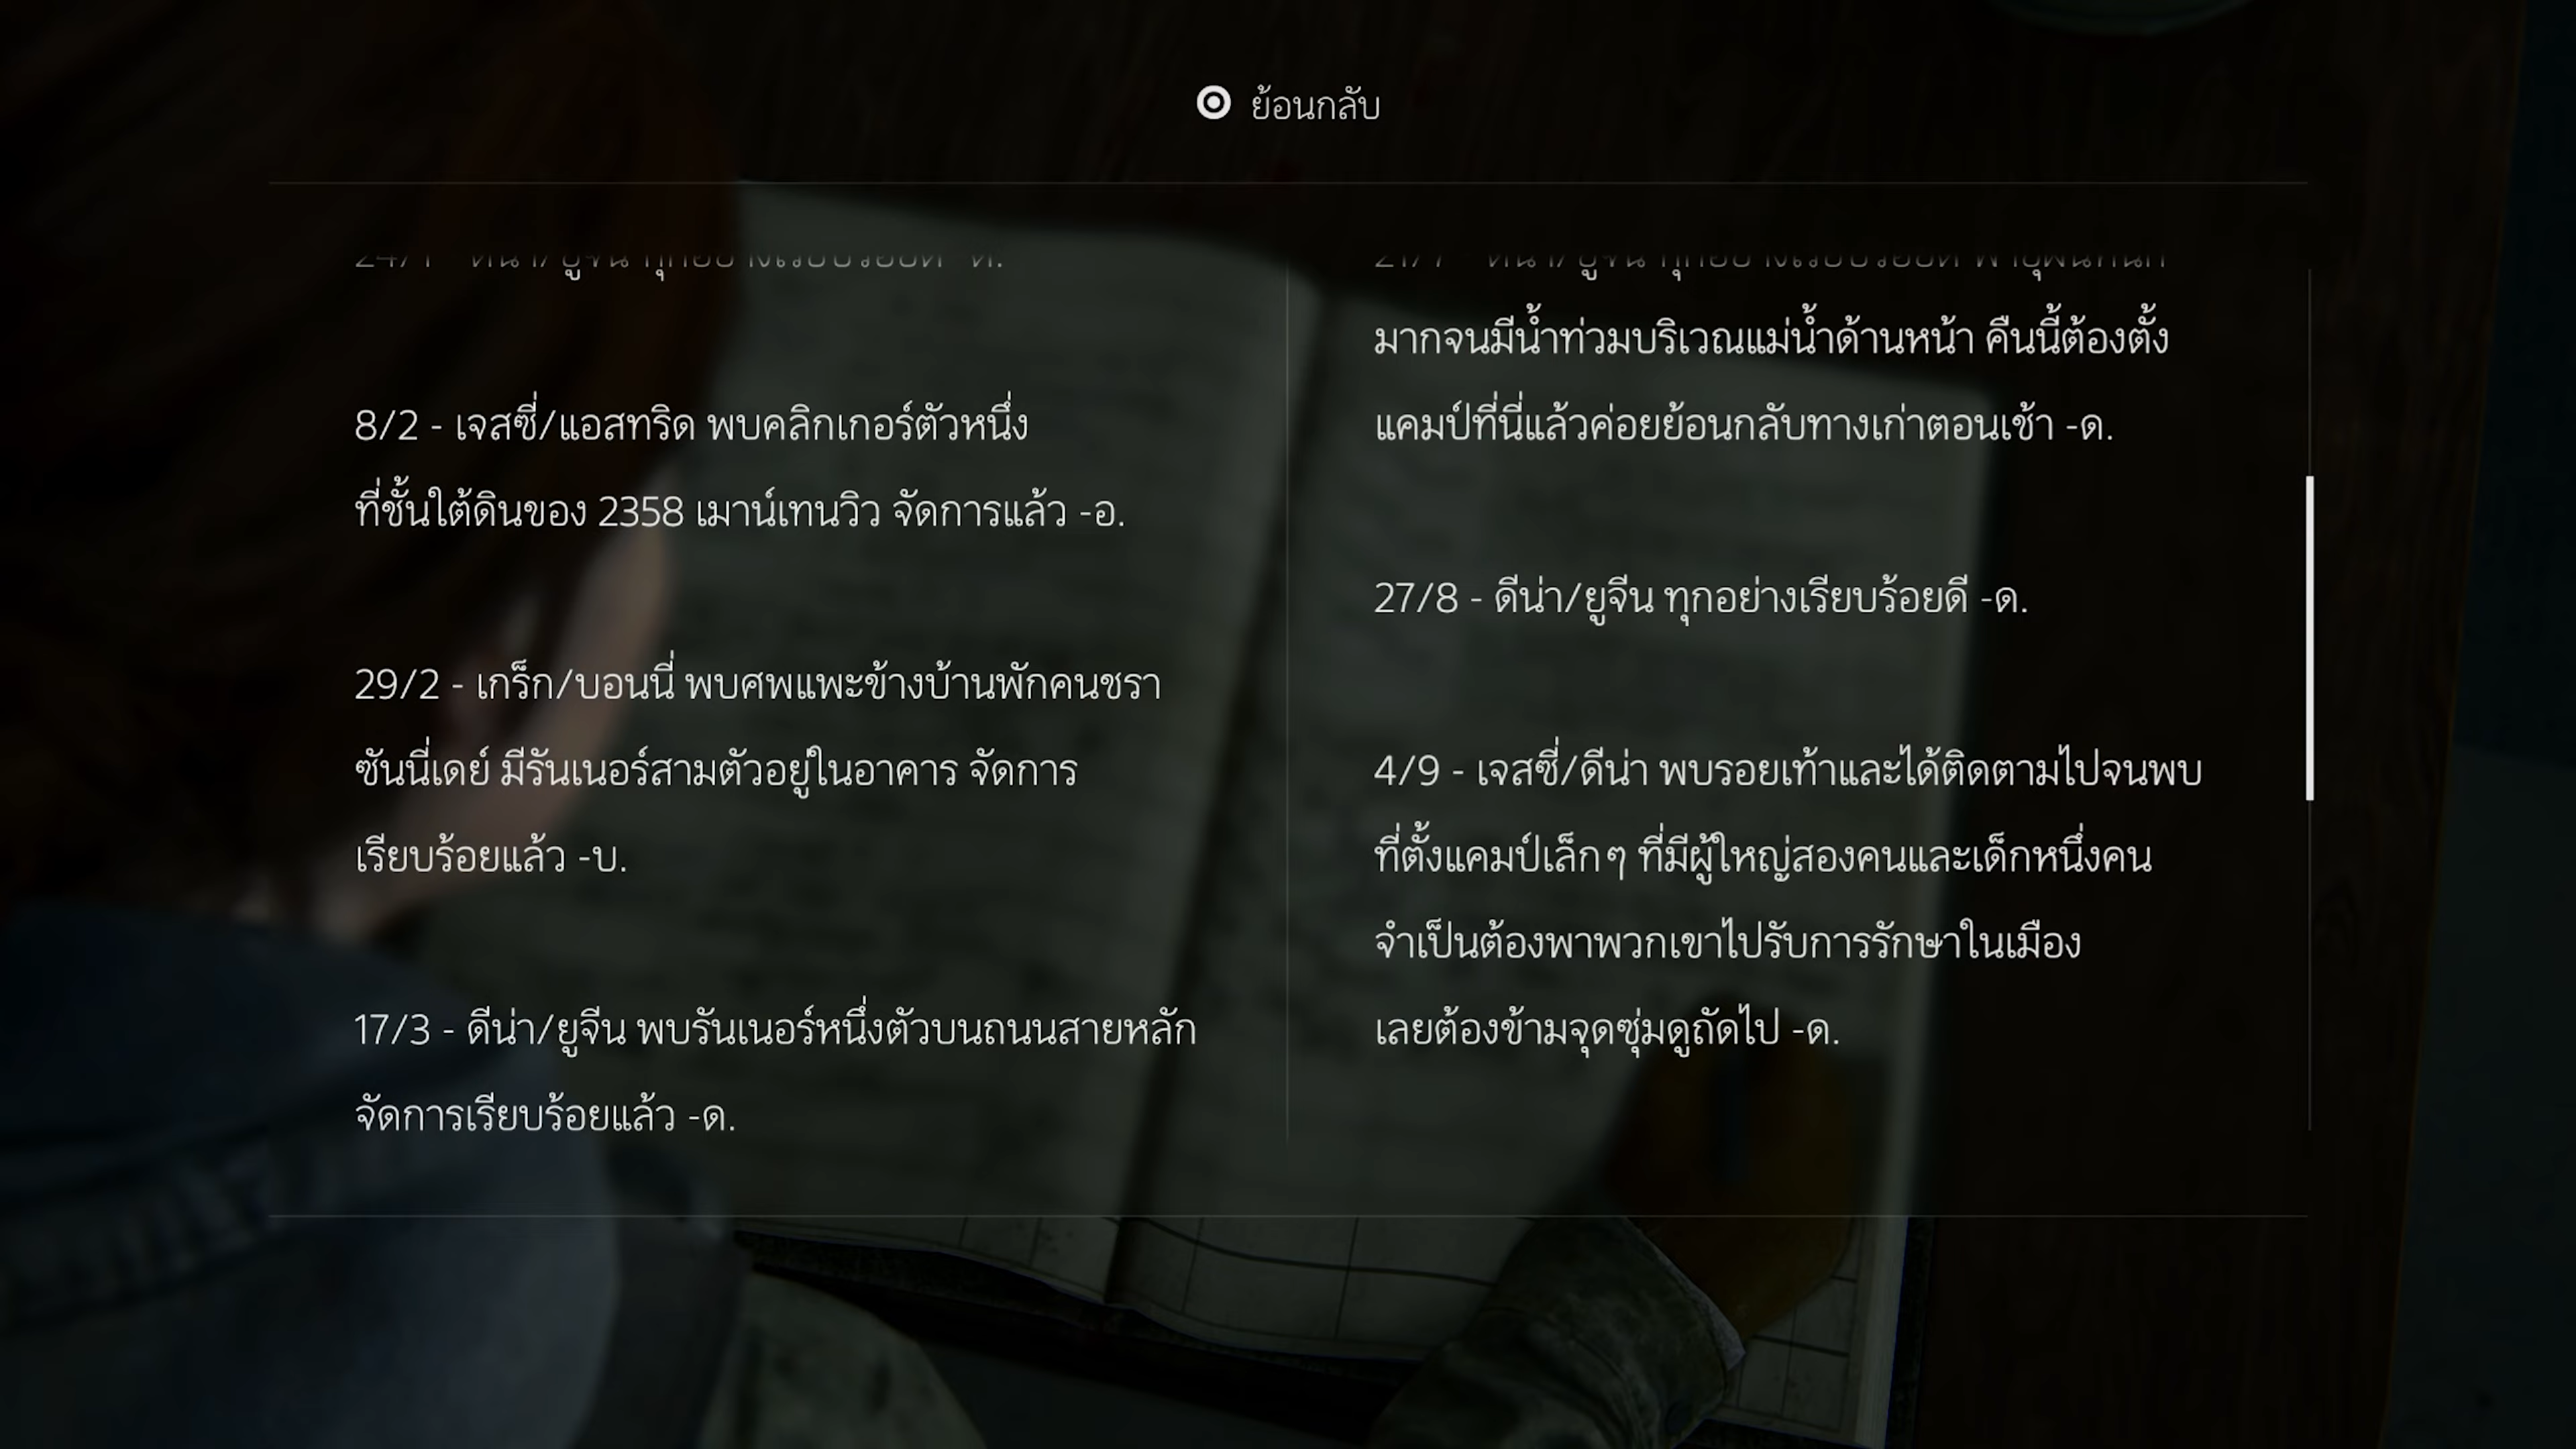 ย้อนกลับ
8/2 - เจสซี่/แอสทริด พบคลิกเกอร์ตัวหนึ่ง
ที่ชั้นใต้ดินของ 2358 เมาน์เทนวิว จัดการแล้ว -อ.
29/2 - เกร็ก/บอนนี่ พบศพแพะข้างบ้านพักคนชรา
ซันนี่เดย์ มีรันเนอร์สามตัวอยู่ในอาคาร จัดการ
เรียบร้อยแล้ว -บ.
17/3 - ดีน่า/ยูจีน พบรันเนอร์หนึ่งตัวบนถนนสายหลัก
จัดการเรียบร้อยแล้ว -ด.
มากจนมีน้ำท่วมบริเวณแม่น้ำด้านหน้า คืนนี้ต้องตั้ง
แคมป์ที่นี่แล้วค่อยย้อนกลับทางเก่าตอนเช้า -ด.
27/8 - ดีน่า/ยูจีน ทุกอย่างเรียบร้อยดี -ด.
4/9 - เจสซี่/ดีน่า พบรอยเท้าและได้ติดตามไปจนพบ
ที่ตั้งแคมป์เล็กๆ ที่มีผู้ใหญ่สองคนและเด็กหนึ่งคน
จำเป็นต้องพาพวกเขาไปรับการรักษาในเมือง
เลยต้องข้ามจุดซุ่มดูถัดไป -ด.